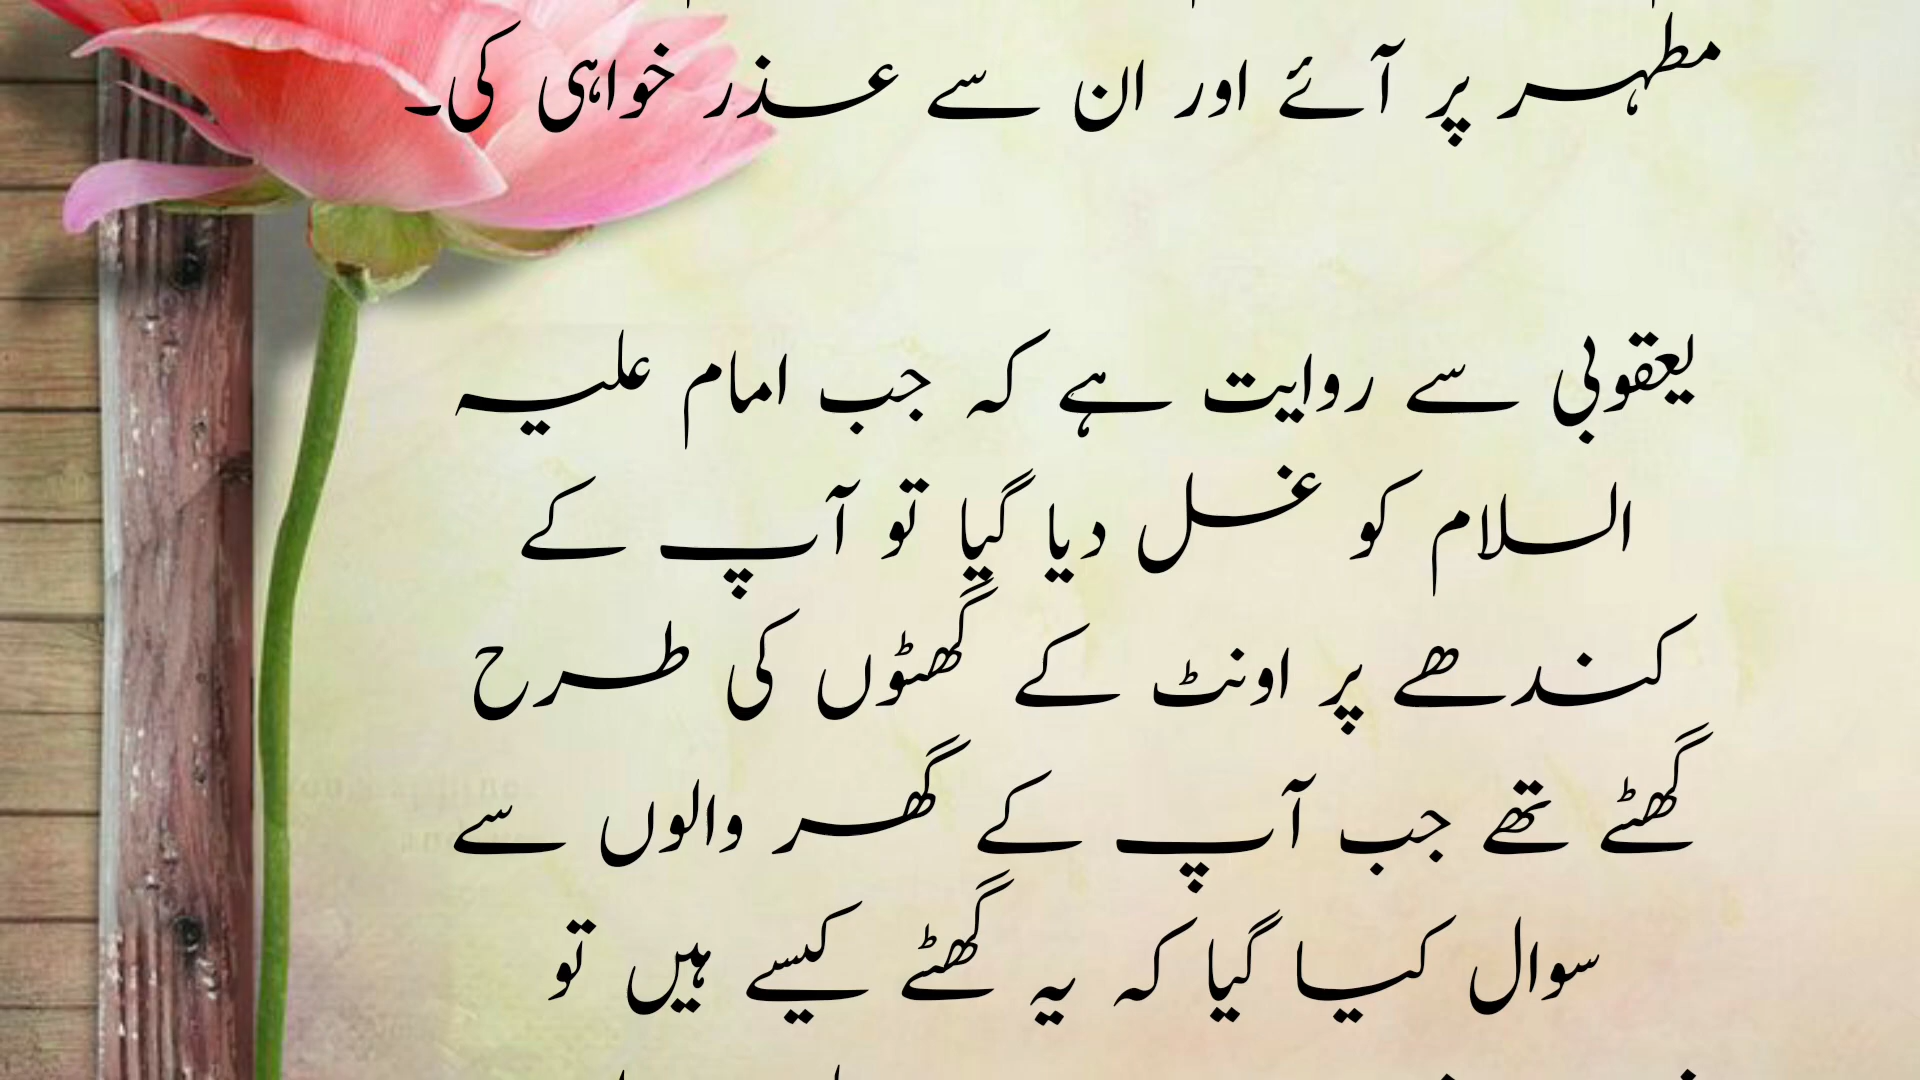 مطہر پر آئے اور ان سے عذر خواہی کی۔
یعقوبی سے روایت ہے کہ جب امام علیہ
السلام کو غسل دیا گیا تو آپ کے
کندھے پر اونٹ کے گھٹوں کی طرح
گھٹے تھے جب آپ کے گھر والوں سے
سوال کیا گیا کہ یہ گھٹے کیسے ہیں تو